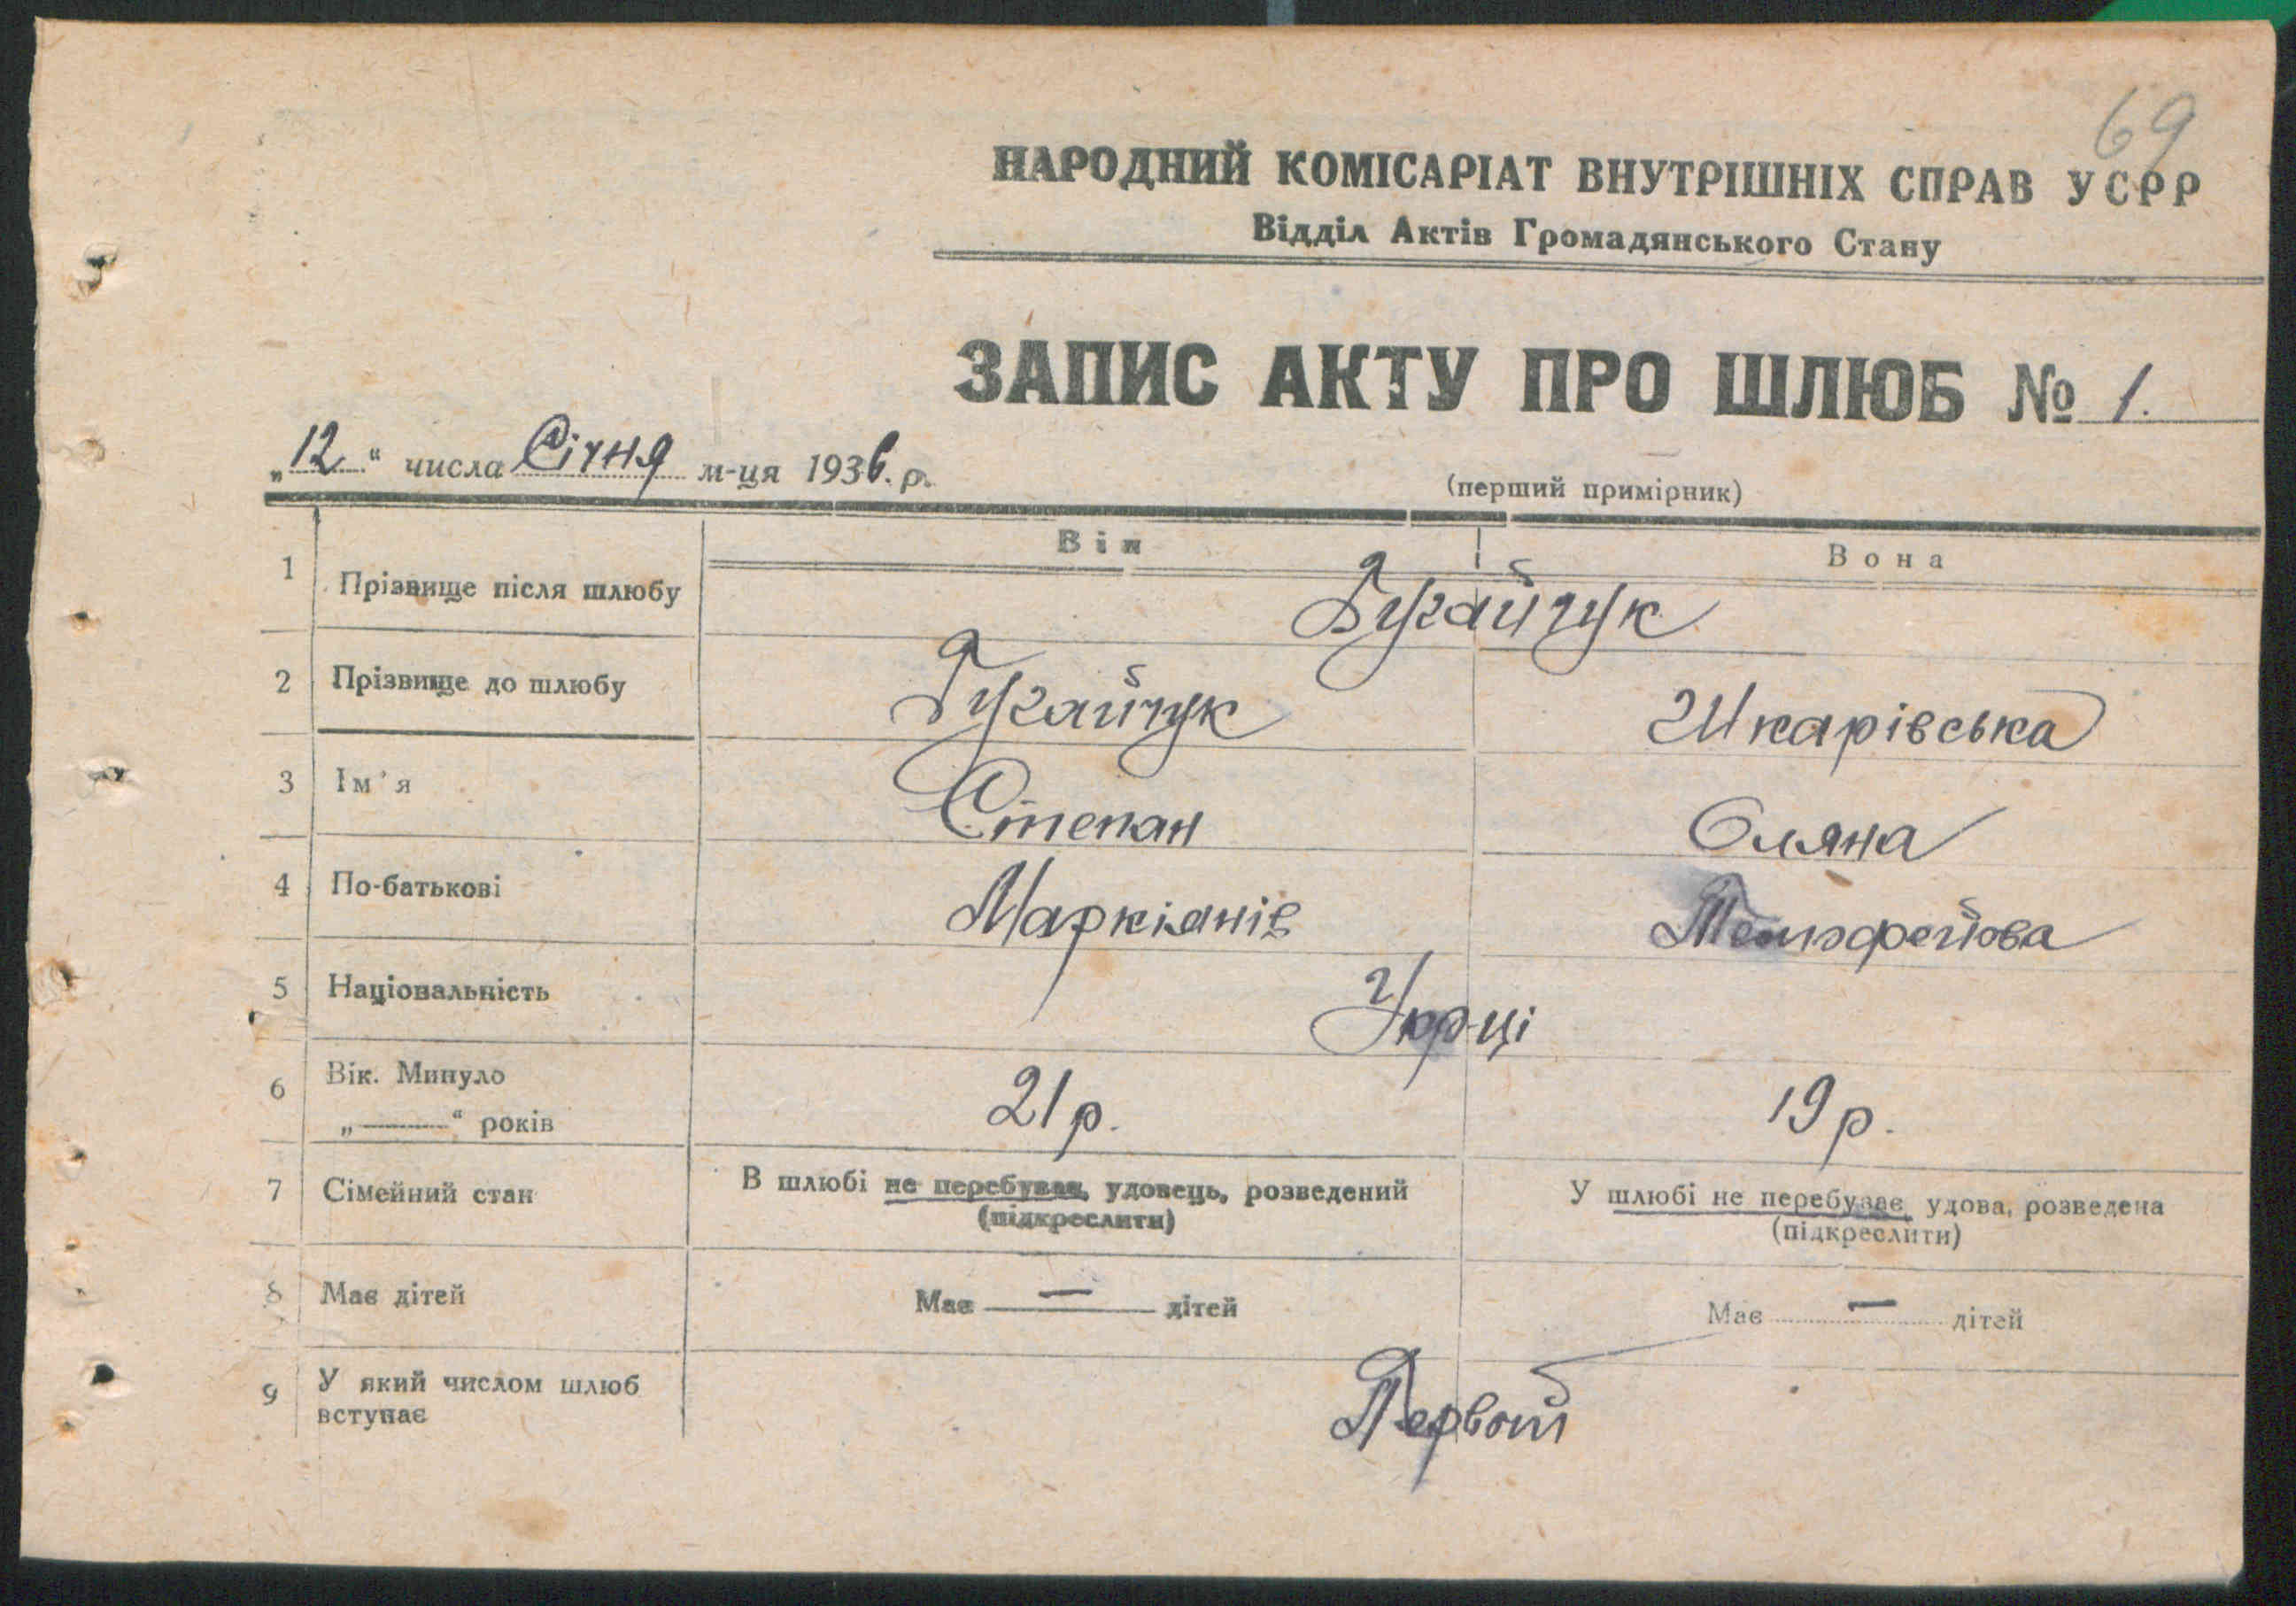 69
НАРОДНИЙ КОМІСАРІАТ ВНУТРІШНІХ СПРАВ УСРР
Відділ Актів Громадянського Стану
ЗАПИС АКТУ ПРО ШЛЮБ № 1.
„12“ числа Січня м-ця 1936. р.
(перший примірник)
Він Вона
1 Прізвище після шлюбу Бугайчук
2 Прізвище до шлюбу Бугайчук Шкарівська
3 Ім'я Степан Оляна
4 По-батькові Маркіянів
5 Національність Укр-ці
6 Вік. Минуло
„ “ років 21 р. 19 р.
7 Сімейний стан В шлюбі не перебував, удовець, розведений У шлюбі не перебуває, удова, розведена
(підкреслити) (підкреслити)
8 Має дітей Має — дітей Має — дітей
9 У який числом шлюб
вступає Первой